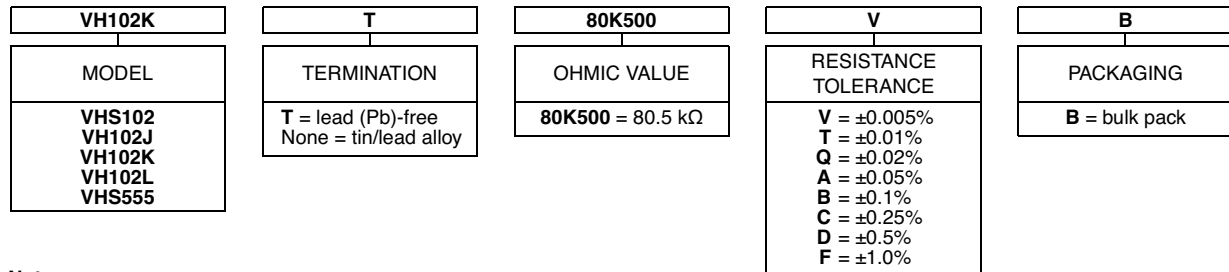 VH102K
T
80K500
V
B
MODEL
VHS102
VH102J
VH102K
VH102L
VHS555
TERMINATION
T = lead (Pb)-free
None = tin/lead alloy
OHMIC VALUE
80K500 = 80.5 kΩ
RESISTANCE
TOLERANCE
V = ±0.005%
T = ±0.01%
Q = ±0.02%
A = ±0.05%
B = ±0.1%
C = ±0.25%
D = ±0.5%
F = ±1.0%
PACKAGING
B = bulk pack